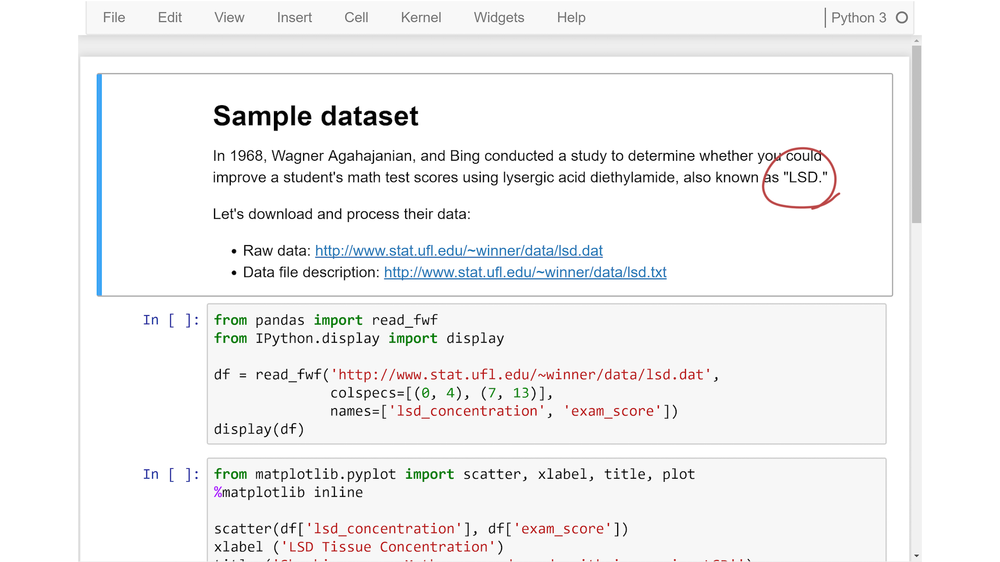 File Edit View Insert Cell Kernel Widgets Help Python 3
Sample dataset
In 1968, Wagner Agahajanian, and Bing conducted a study to determine whether you could
improve a student's math test scores using lysergic acid diethylamide, also known as "LSD."
Let's download and process their data:
• Raw data: http://www.stat.ufl.edu/~winner/data/lsd.dat
• Data file description: http://www.stat.ufl.edu/~winner/data/lsd.txt
In [ ]: from pandas import read_fwf
from IPython.display import display
df = read_fwf('http://www.stat.ufl.edu/~winner/data/lsd.dat',
colspecs=[(0, 4), (7, 13)],
names=['lsd_concentration', 'exam_score'])
display(df)
In [ ]: from matplotlib.pyplot import scatter, xlabel, title, plot
%matplotlib inline
scatter(df['lsd_concentration'], df['exam_score'])
xlabel ('LSD Tissue Concentration')